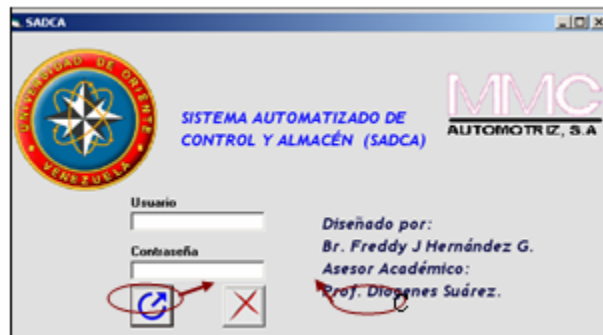 SADCA
UNIVERSIDAD DE ORIENTE
VENEZUELA
SISTEMA AUTOMATIZADO DE
CONTROL Y ALMACÉN (SADCA)
MMC
AUTOMOTRIZ, S.A
Usuario
Contraseña
Diseñado por:
Br. Freddy J Hernández G.
Asesor Académico:
Prof. Diogenes Suárez.